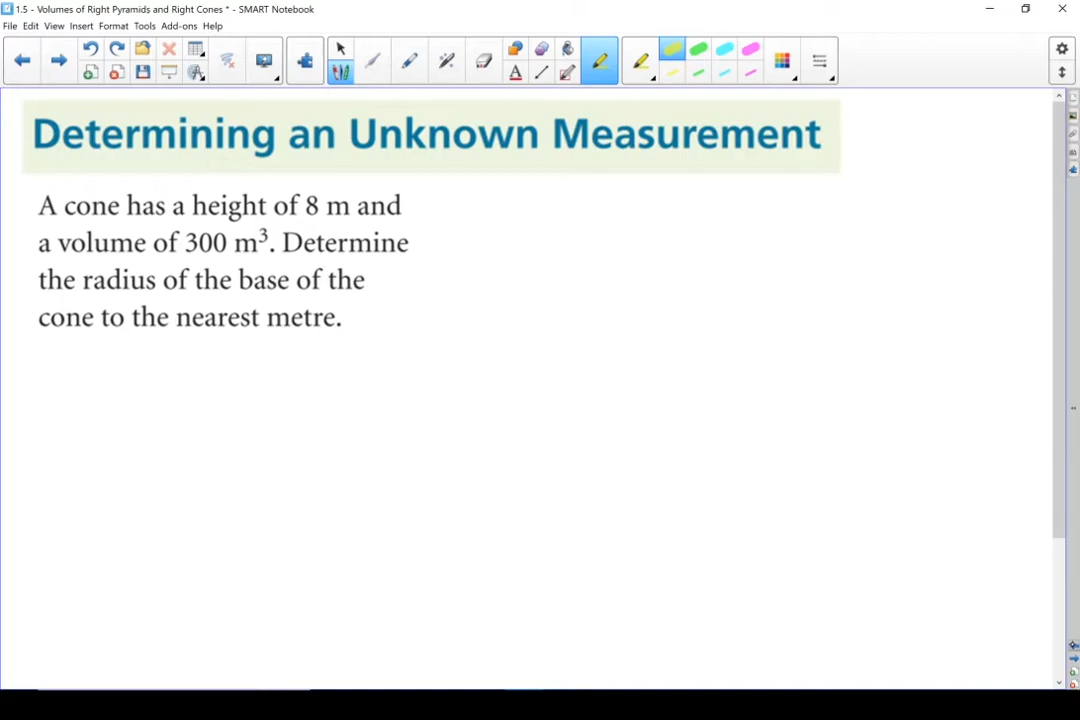 1.5 - Volumes of Right Pyramids and Right Cones * - SMART Notebook
File Edit View Insert Format Tools Add-ons Help
Determining an Unknown Measurement
A cone has a height of 8 m and
a volume of 300 m³. Determine
the radius of the base of the
cone to the nearest metre.